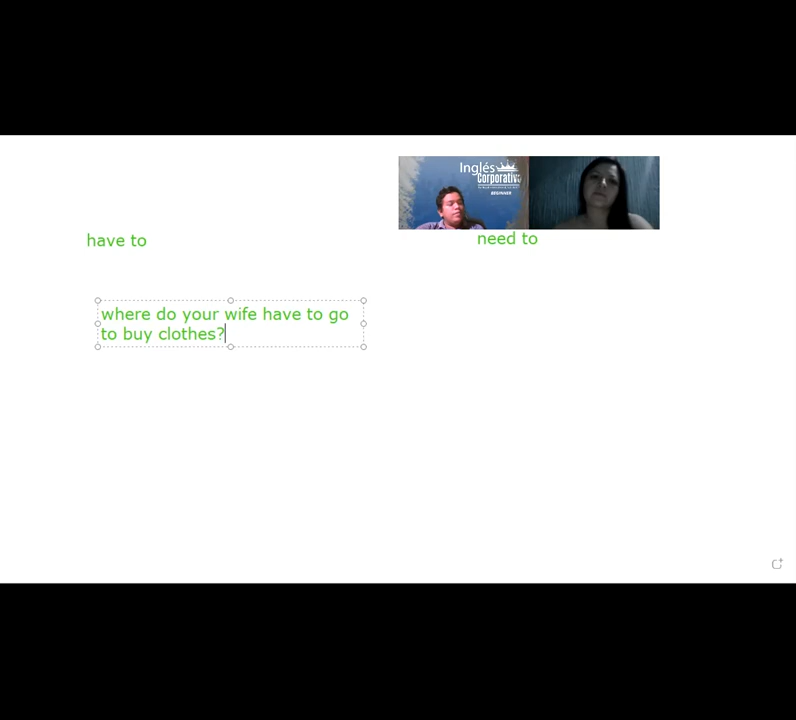 Inglés
Corporativo
BEGINNER
have to
need to
where do your wife have to go
to buy clothes?